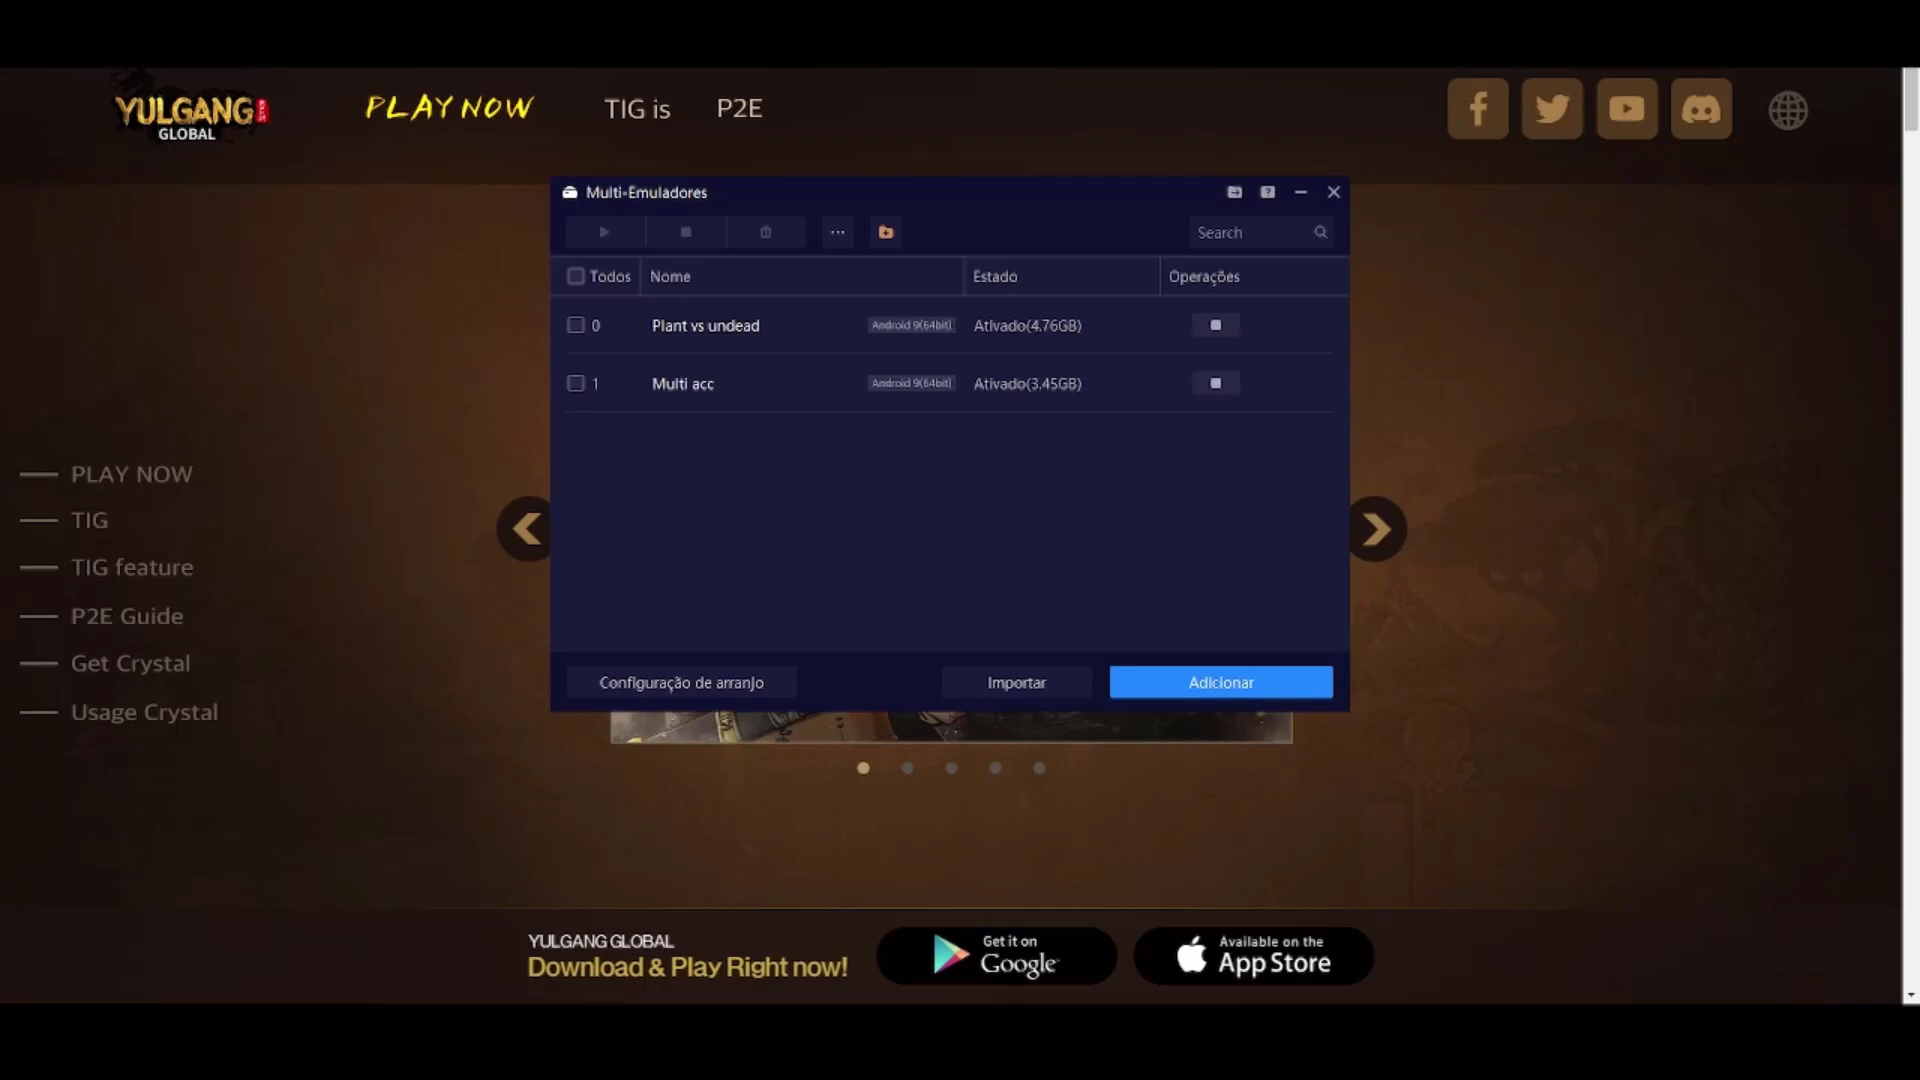 YULGANG
GLOBAL
PLAY NOW
TIG is
P2E
Multi-Emuladores
Search
Todos
Nome
Estado
Operações
0
Plant vs undead
Android 9(64bit)
Ativado(4.76GB)
1
Multi acc
Android 9(64bit)
Ativado(3.45GB)
PLAY NOW
TIG
TIG feature
P2E Guide
Get Crystal
Usage Crystal
Configuração de arranjo
Importar
Adicionar
YULGANG GLOBAL
Download & Play Right now!
Get it on
Google
Available on the
App Store